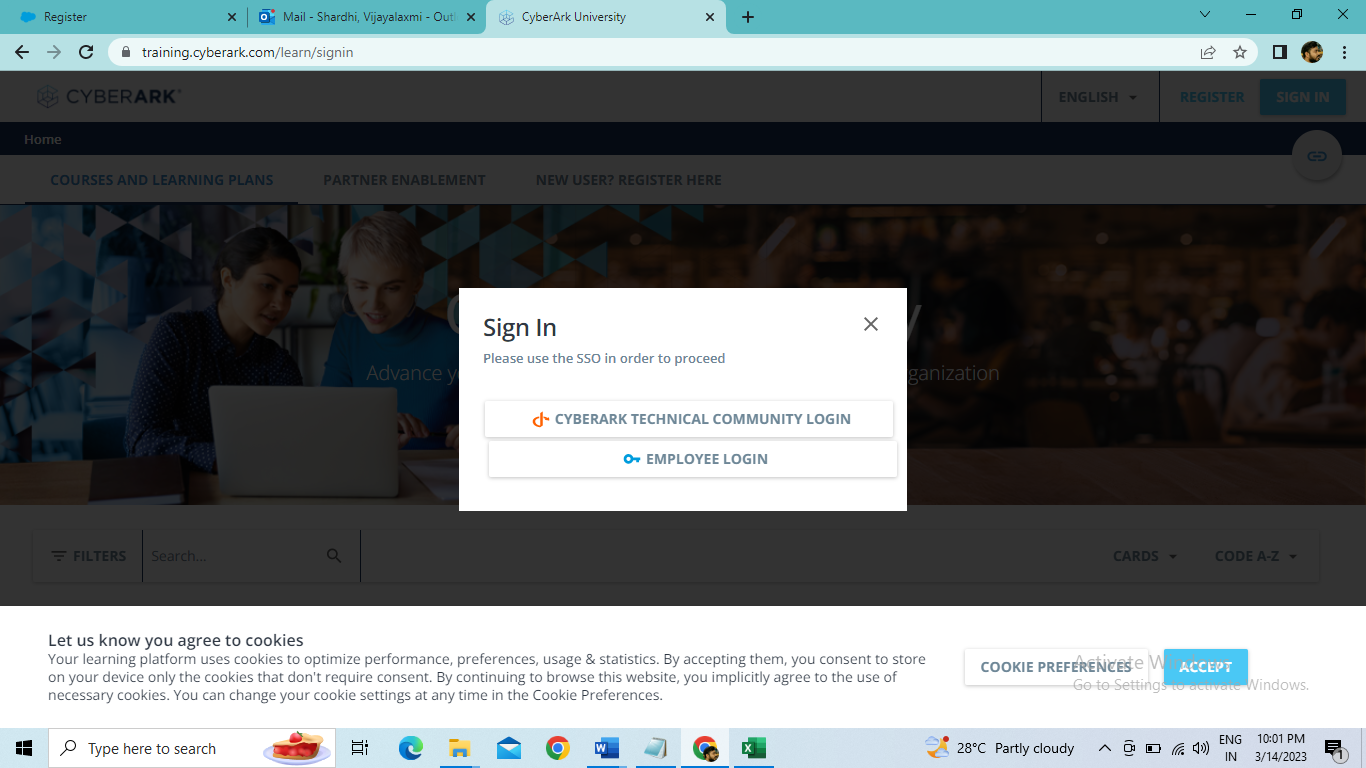 Register
Mail - Shardhi, Vijayalaxmi - Outl
CyberArk University
training.cyberark.com/learn/signin
CYBERARK
ENGLISH
REGISTER
SIGN IN
Home
COURSES AND LEARNING PLANS
PARTNER ENABLEMENT
NEW USER? REGISTER HERE
Sign In
Please use the SSO in order to proceed
Advance y
ganization
CYBERARK TECHNICAL COMMUNITY LOGIN
EMPLOYEE LOGIN
FILTERS
Search...
CARDS
CODE A-Z
Let us know you agree to cookies
Your learning platform uses cookies to optimize performance, preferences, usage & statistics. By accepting them, you consent to store
on your device only the cookies that don't require consent. By continuing to browse this website, you implicitly agree to the use of
necessary cookies. You can change your cookie settings at any time in the Cookie Preferences.
COOKIE PREFERENCES
ACCEPT
Activate Windows
Go to Settings to activate Windows.
Type here to search
28°C Partly cloudy
ENG
IN
10:01 PM
3/14/2023
1